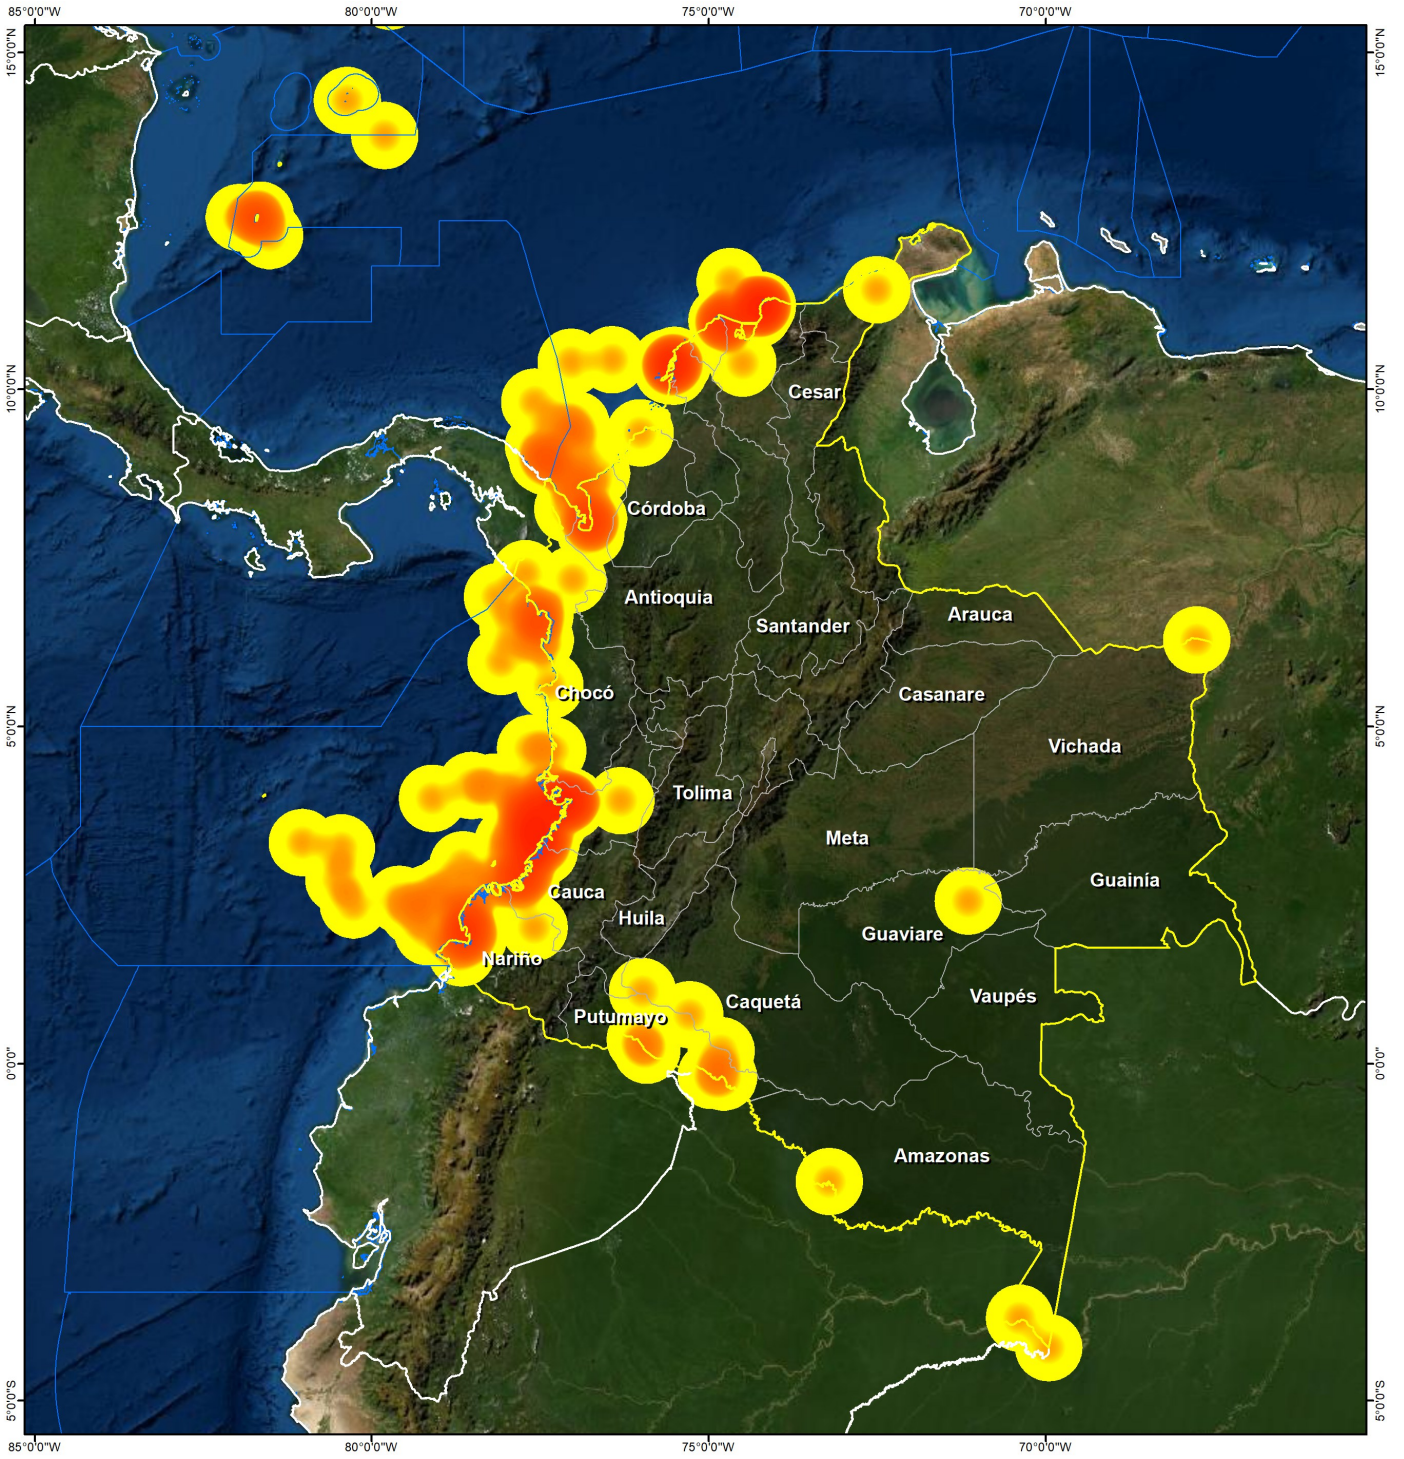 85°0'0"W 80°0'0"W 75°0'0"W 70°0'0"W
15°0'0"N 15°0'0"N
10°0'0"N 10°0'0"N
Cesar
Córdoba
Antioquia
Arauca
Santander
Chocó
Casanare
5°0'0"N 5°0'0"N
Vichada
Tolima
Meta
Guainía
Cauca
Huila
Guaviare
Nariño
Vaupés
Caquetá
Putumayo
0°0'0" 0°0'0"
Amazonas
5°0'0"S 5°0'0"S
85°0'0"W 80°0'0"W 75°0'0"W 70°0'0"W